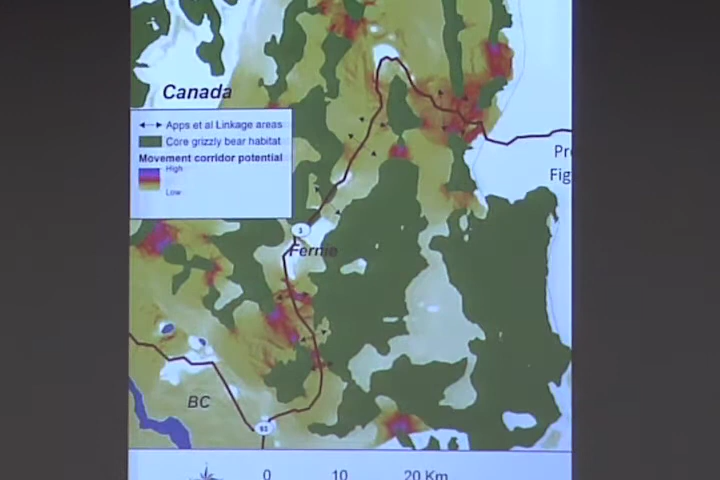 Canada
Apps et al Linkage areas
Core grizzly bear habitat
Movement corridor potential
High
Low
Pr
Fig
3
Fernie
BC
93
0 10 20 Km